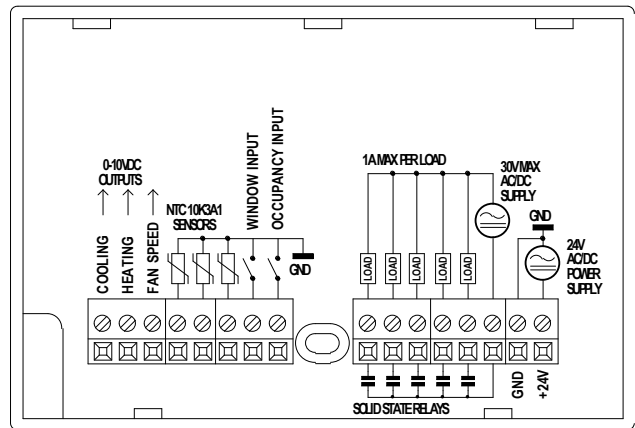 0-10VDC
OUTPUTS
COOLING
HEATING
FAN SPEED
NTC 10K3A1
SENSORS
WINDOW INPUT
OCCUPANCY INPUT
GND
1A MAX PER LOAD
LOAD
LOAD
LOAD
LOAD
LOAD
30V MAX
AC/DC
SUPPLY
GND
24V
AC/DC
POWER
SUPPLY
SOLID STATE RELAYS
GND
+24V